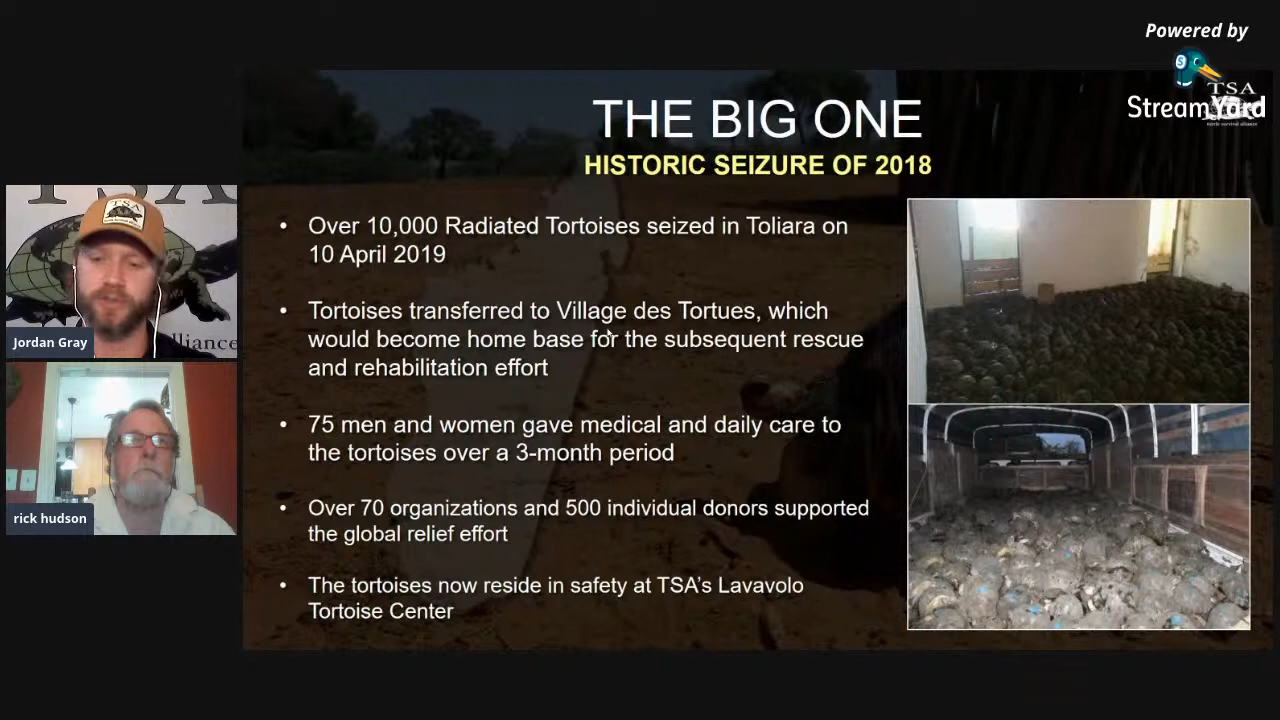 Powered by
TSA
StreamYard
THE BIG ONE
HISTORIC SEIZURE OF 2018
• Over 10,000 Radiated Tortoises seized in Toliara on
10 April 2019
• Tortoises transferred to Village des Tortues, which
would become home base for the subsequent rescue
and rehabilitation effort
• 75 men and women gave medical and daily care to
the tortoises over a 3-month period
• Over 70 organizations and 500 individual donors supported
the global relief effort
• The tortoises now reside in safety at TSA's Lavavolo
Tortoise Center
TSA
TSA
Jordan Gray
lliance
rick hudson